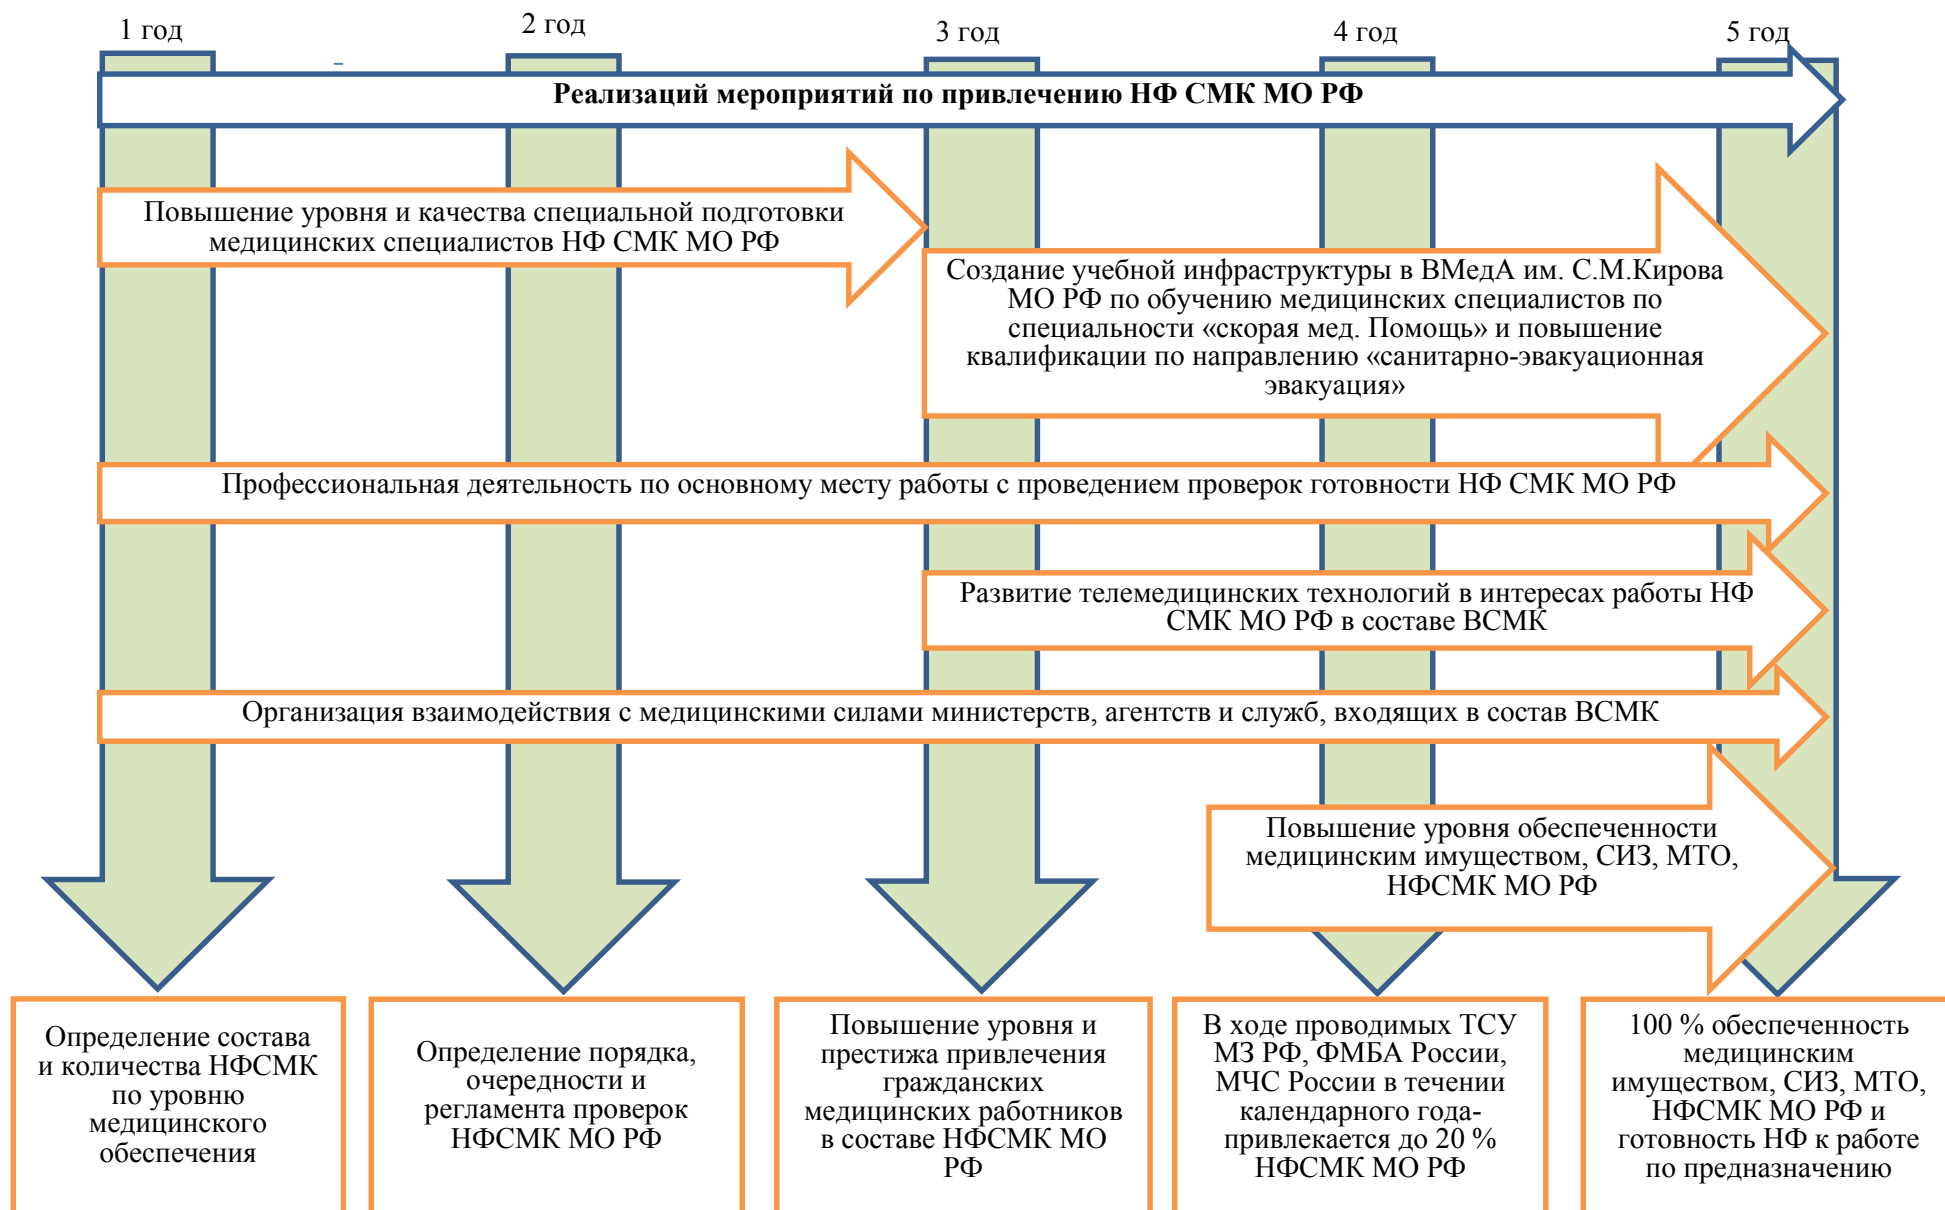 1 год
2 год
3 год
4 год
5 год
Реализаций мероприятий по привлечению НФ СМК МО РФ
Повышение уровня и качества специальной подготовки
медицинских специалистов НФ СМК МО РФ
Создание учебной инфраструктуры в ВМедА им. С.М.Кирова
МО РФ по обучению медицинских специалистов по
специальности «скорая мед. Помощь» и повышение
квалификации по направлению «санитарно-эвакуационная
эвакуация»
Профессиональная деятельность по основному месту работы с проведением проверок готовности НФ СМК МО РФ
Развитие телемедицинских технологий в интересах работы НФ
СМК МО РФ в составе ВСМК
Организация взаимодействия с медицинскими силами министерств, агентств и служб, входящих в состав ВСМК
Повышение уровня обеспеченности
медицинским имуществом, СИЗ, МТО,
НФСМК МО РФ
Определение состава
и количества НФСМК
по уровню
медицинского
обеспечения
Определение порядка,
очередности и
регламента проверок
НФСМК МО РФ
Повышение уровня и
престижа привлечения
гражданских
медицинских работников
в составе НФСМК МО
РФ
В ходе проводимых ТСУ
МЗ РФ, ФМБА России,
МЧС России в течении
календарного года-
привлекается до 20 %
НФСМК МО РФ
100 % обеспеченность
медицинским
имуществом, СИЗ, МТО,
НФСМК МО РФ и
готовность НФ к работе
по предназначению